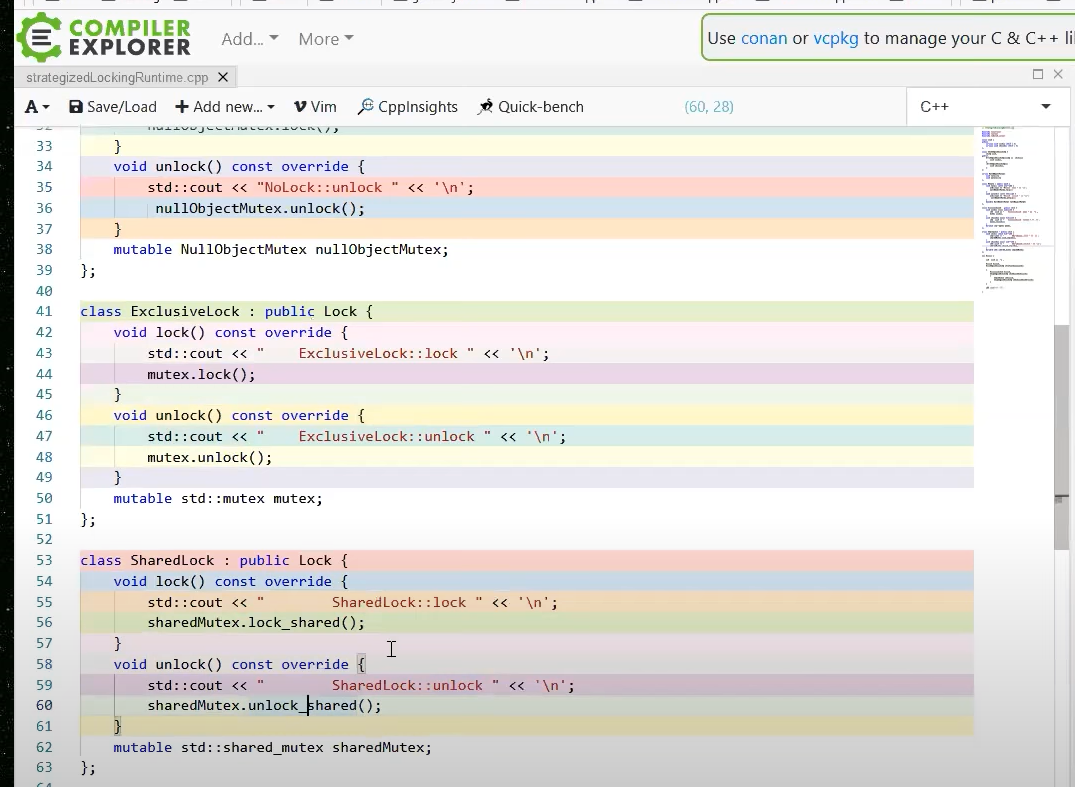 COMPILER
EXPLORER
Add...
More
Use conan or vcpkg to manage your C & C++
strategizedLockingRuntime.cpp
A
Save/Load
Add new...
Vim
CppInsights
Quick-bench
(60, 28)
C++
32 nullObjectMutex.lock();
33 }
34 void unlock() const override {
35 std::cout << "NoLock::unlock " << '\n';
36 nullObjectMutex.unlock();
37 }
38 mutable NullObjectMutex nullObjectMutex;
39 };
40
41 class ExclusiveLock : public Lock {
42 void lock() const override {
43 std::cout << "    ExclusiveLock::lock " << '\n';
44 mutex.lock();
45 }
46 void unlock() const override {
47 std::cout << "    ExclusiveLock::unlock " << '\n';
48 mutex.unlock();
49 }
50 mutable std::mutex mutex;
51 };
52
53 class SharedLock : public Lock {
54 void lock() const override {
55 std::cout << "        SharedLock::lock " << '\n';
56 sharedMutex.lock_shared();
57 }
58 void unlock() const override {
59 std::cout << "        SharedLock::unlock " << '\n';
60 sharedMutex.unlock_shared();
61 }
62 mutable std::shared_mutex sharedMutex;
63 };
64